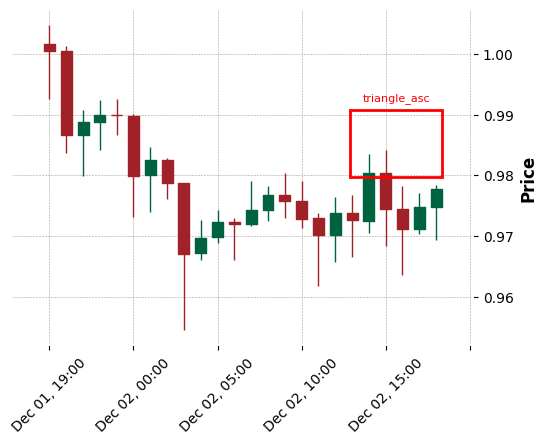 triangle_asc
1.00
0.99
0.98
0.97
0.96
Price
Dec 01, 19:00
Dec 02, 00:00
Dec 02, 05:00
Dec 02, 10:00
Dec 02, 15:00